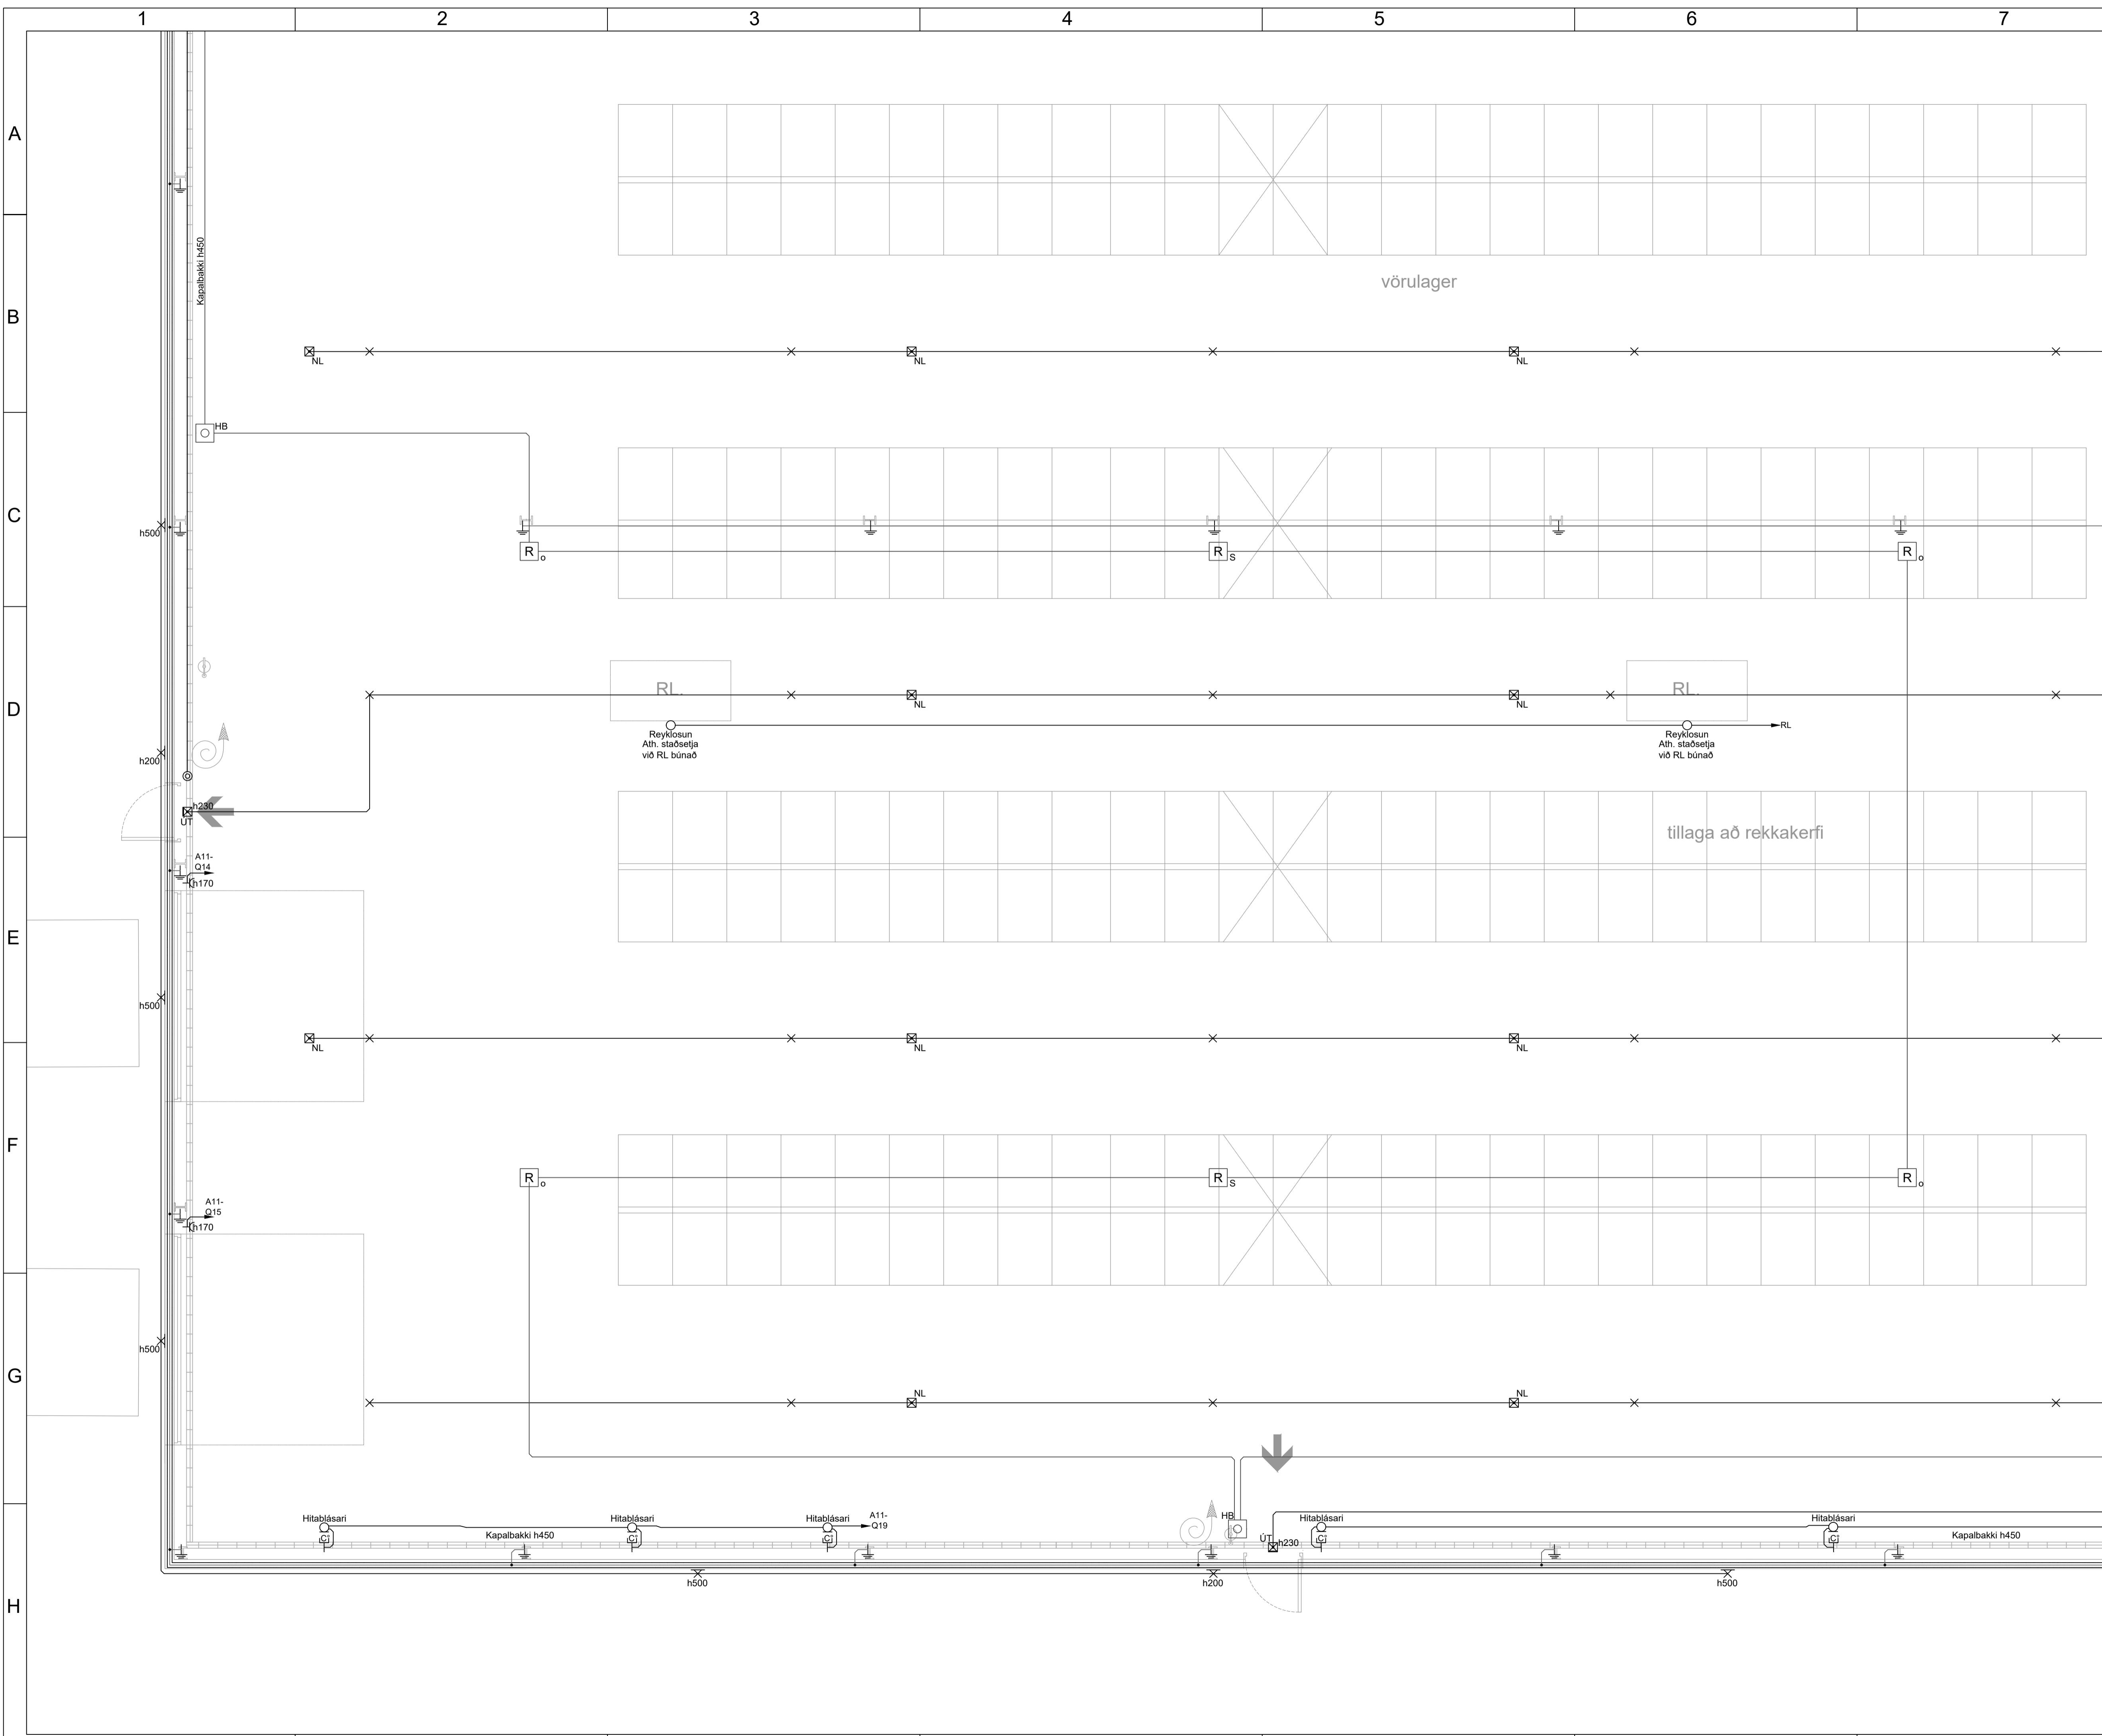 1 2 3 4 5 6 7
A
Kapalbakki h450
vörulager
B
NL NL NL
HB
C
h500
R o R S R o
RL. RL.
D
NL NL
RL
Reyklosun
Ath. staðsetja
við RL búnað
Reyklosun
Ath. staðsetja
við RL búnað
h200
h230
ÚT
tillaga að rekkakerfi
A11-
Q14
h170
E
h500
NL NL NL
F
R o R S R o
A11-
Q15
h170
h500
G
NL NL
Hitablásari Hitablásari Hitablásari
A11-
Q19
HB
Hitablásari Hitablásari
Kapalbakki h450
ÚT
h230
Kapalbakki h450
h500 h200 h500
H